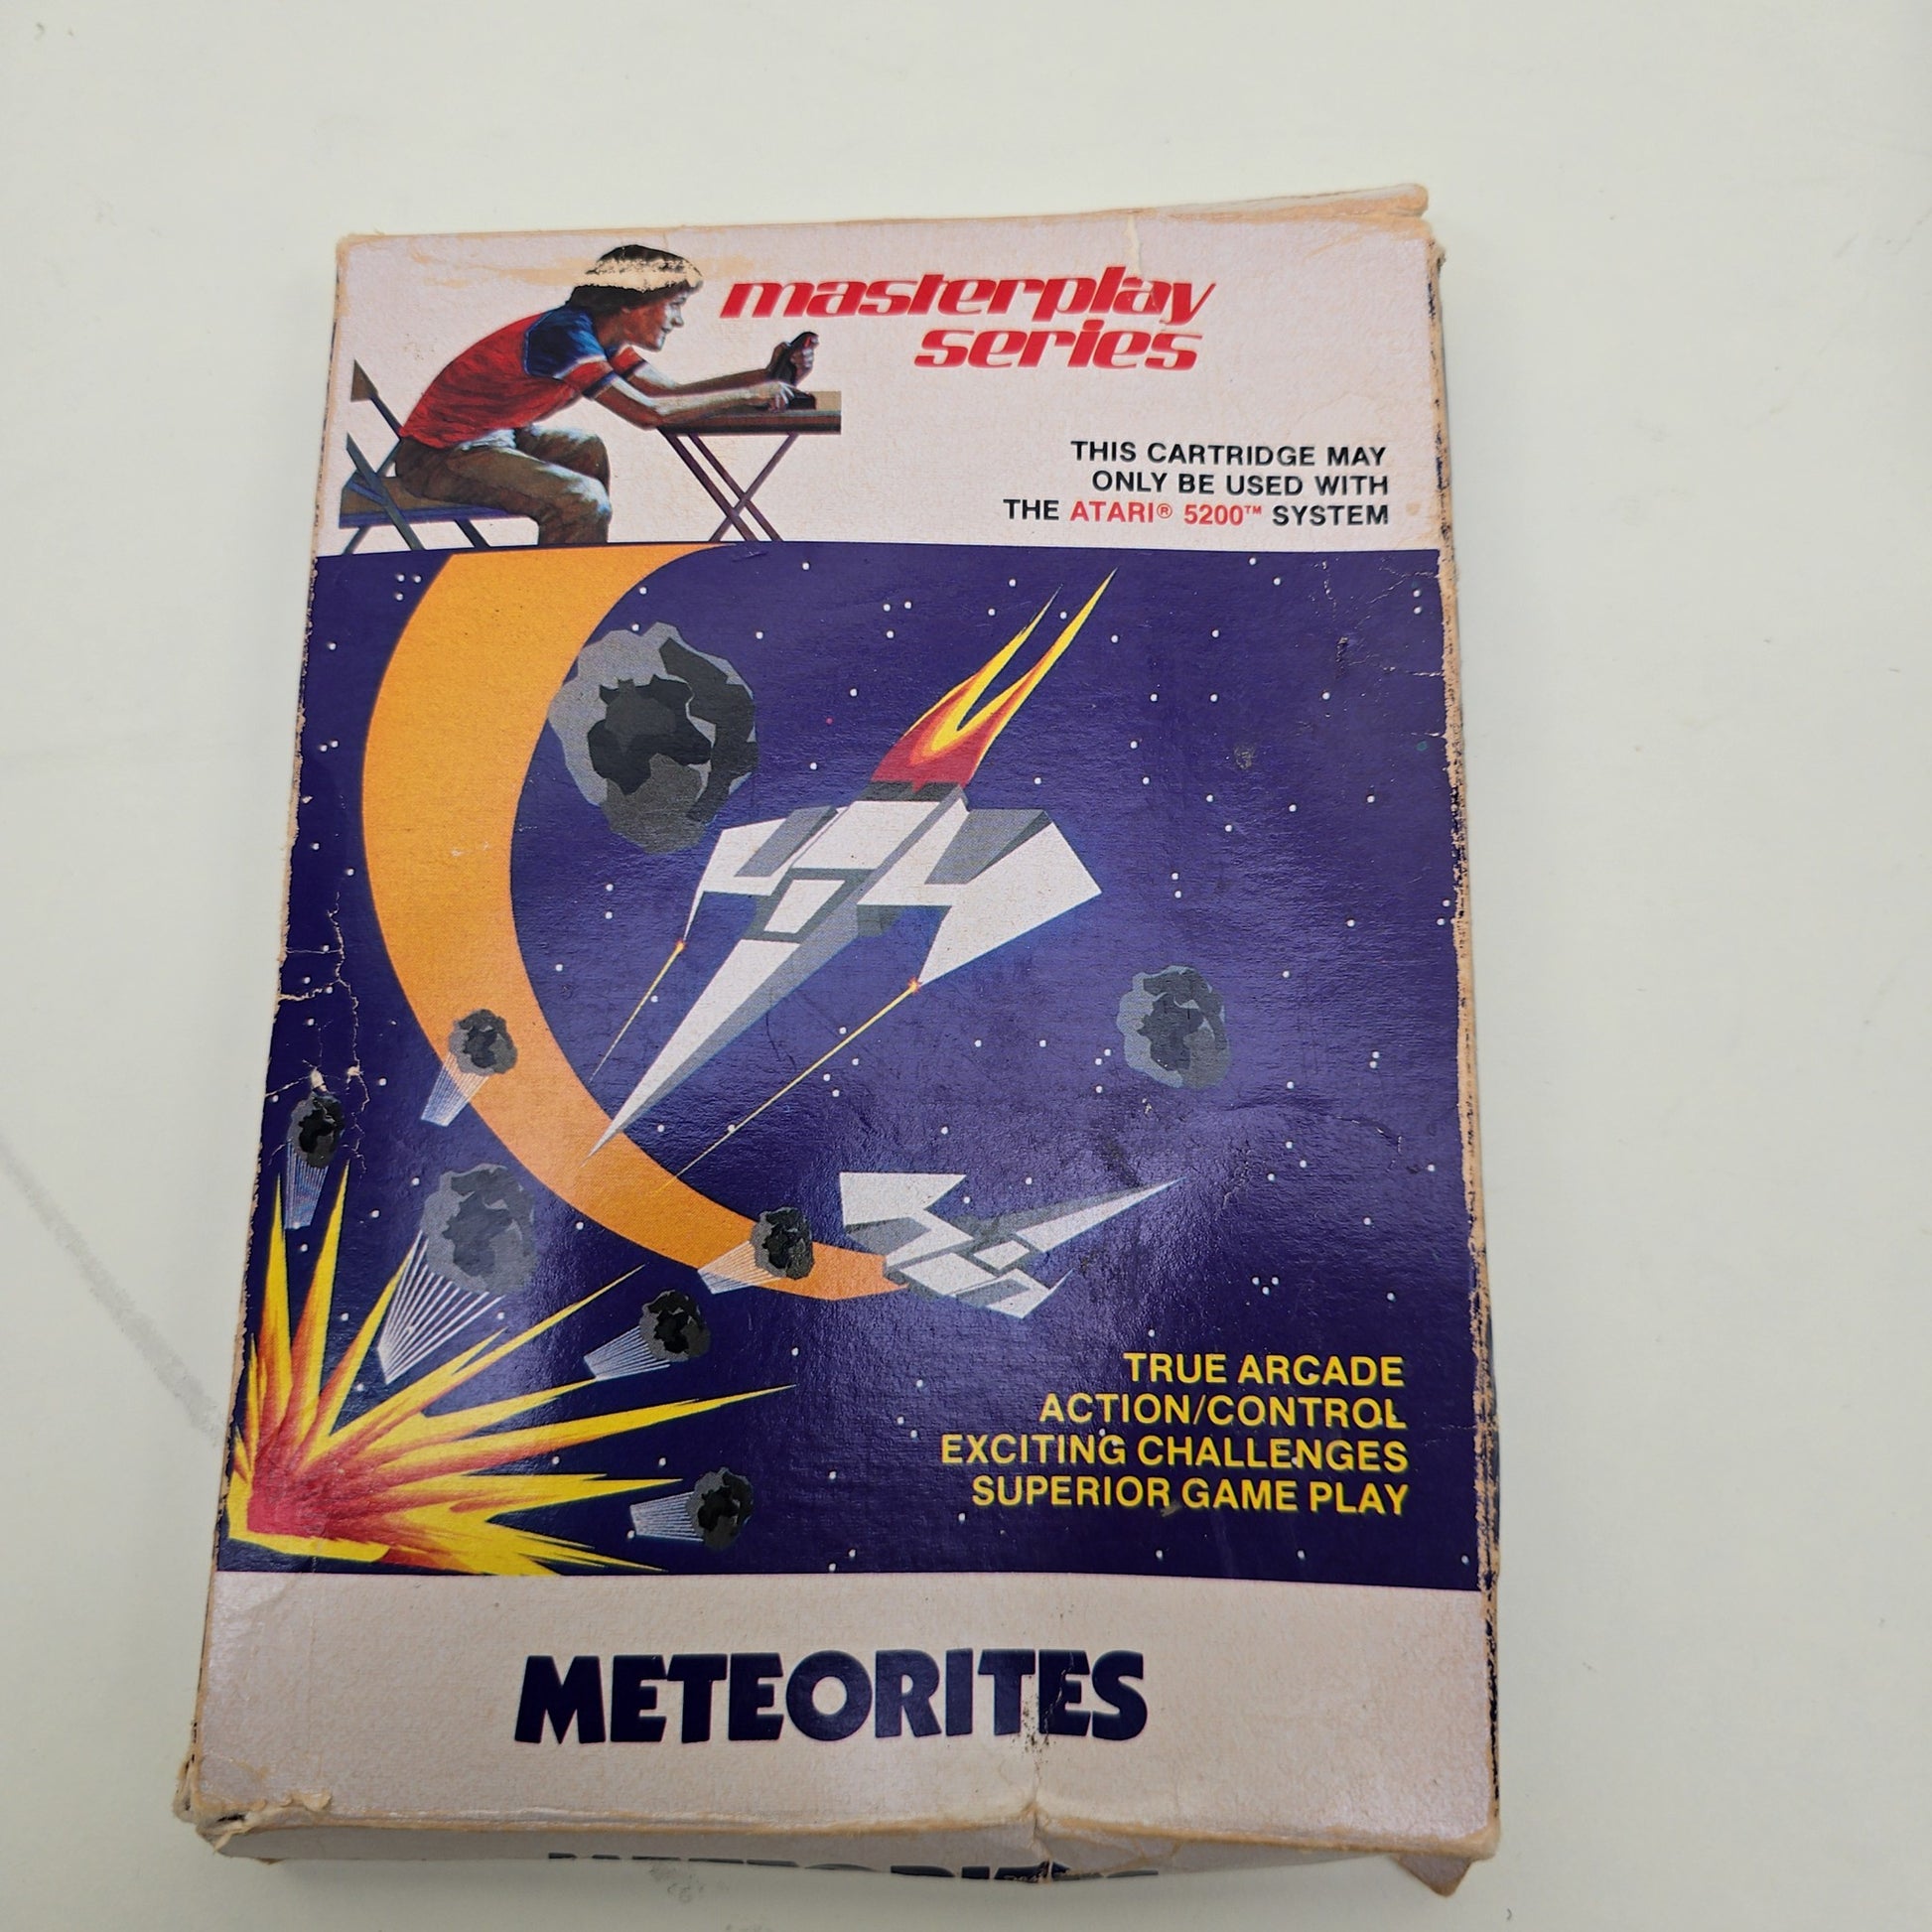 masterplay
series
THIS CARTRIDGE MAY
ONLY BE USED WITH
THE ATARI® 5200™ SYSTEM
TRUE ARCADE
ACTION/CONTROL
EXCITING CHALLENGES
SUPERIOR GAME PLAY
METEORITES
METEORITES